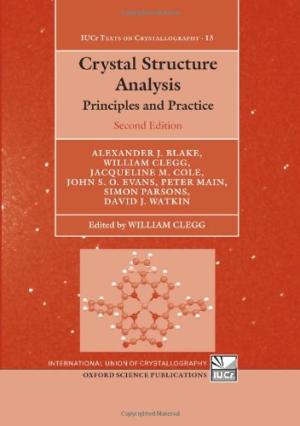 IUCr TEXTS ON CRYSTALLOGRAPHY · 13
Crystal Structure
Analysis
Principles and Practice
Second Edition
ALEXANDER J. BLAKE,
WILLIAM CLEGG,
JACQUELINE M. COLE,
JOHN S. O. EVANS, PETER MAIN,
SIMON PARSONS,
DAVID J. WATKIN
Edited by WILLIAM CLEGG
INTERNATIONAL UNION OF CRYSTALLOGRAPHY
OXFORD SCIENCE PUBLICATIONS
IUCr